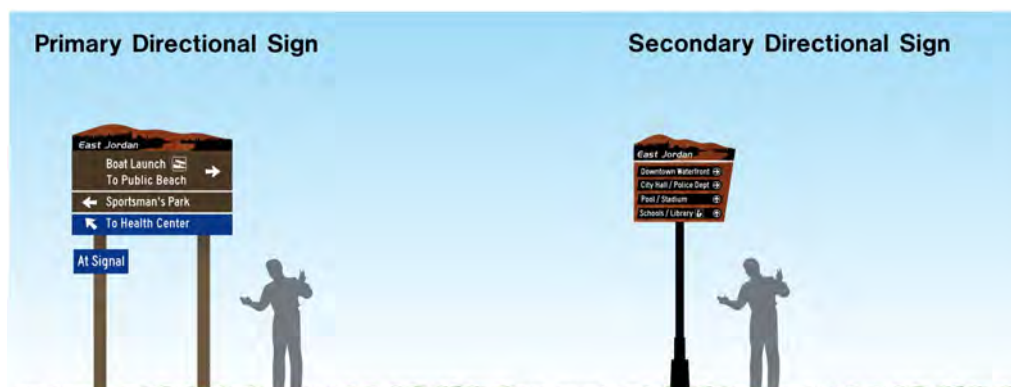 Primary Directional Sign
East Jordan
Boat Launch
To Public Beach
Sportsman's Park
To Health Center
At Signal
Secondary Directional Sign
East Jordan
Downtown Waterfront
City Hall / Police Dept
Pool / Stadium
Schools / Library